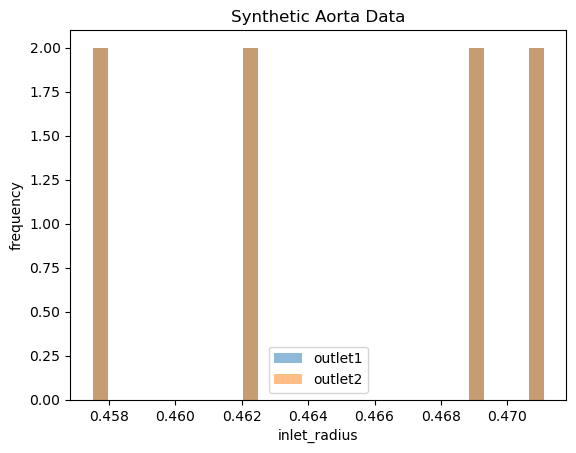 Synthetic Aorta Data
2.00
1.75
1.50
1.25
1.00
0.75
0.50
0.25
0.00
frequency
outlet1
outlet2
0.458 0.460 0.462 0.464 0.466 0.468 0.470
inlet_radius